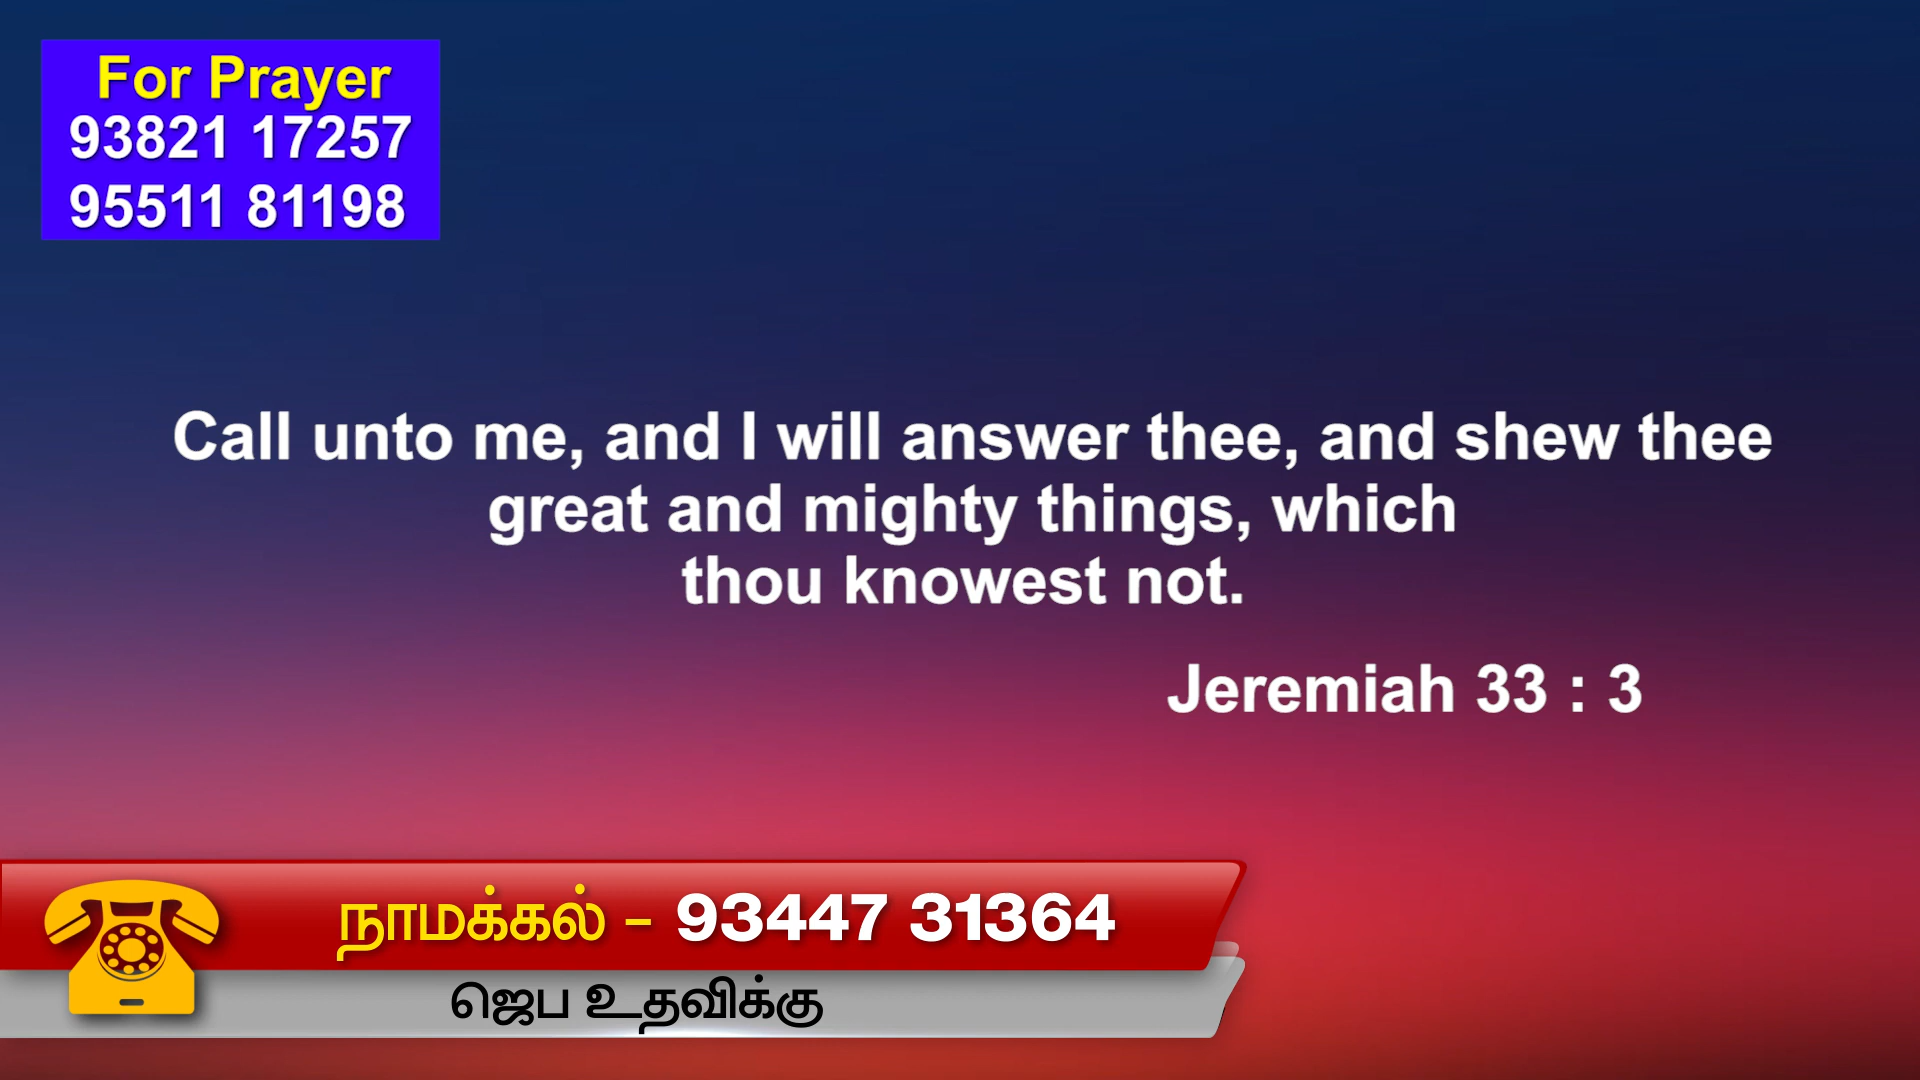 For Prayer
93821 17257
95511 81198
Call unto me, and I will answer thee, and shew thee
great and mighty things, which
thou knowest not.
Jeremiah 33 : 3
நாமக்கல் - 93447 31364
ஜெப உதவிக்கு